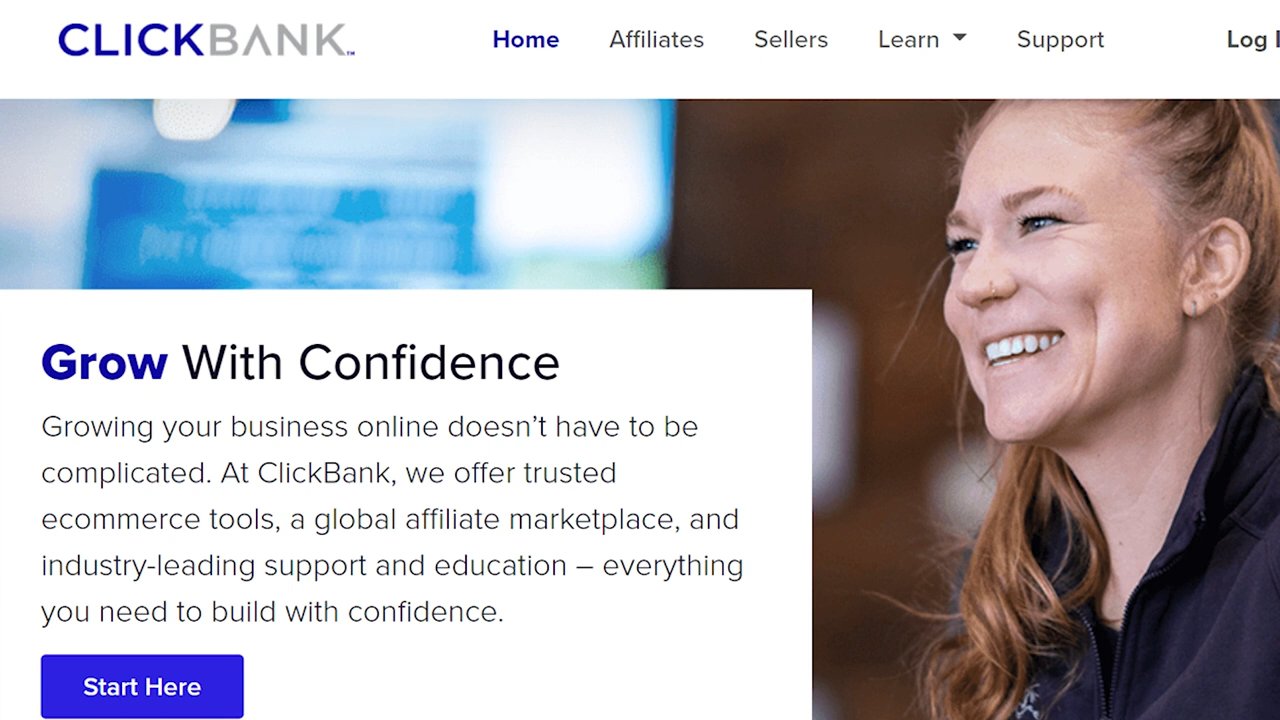 CLICKBANK™
Home Affiliates Sellers Learn Support Log
Grow With Confidence
Growing your business online doesn’t have to be
complicated. At ClickBank, we offer trusted
ecommerce tools, a global affiliate marketplace, and
industry-leading support and education – everything
you need to build with confidence.
Start Here